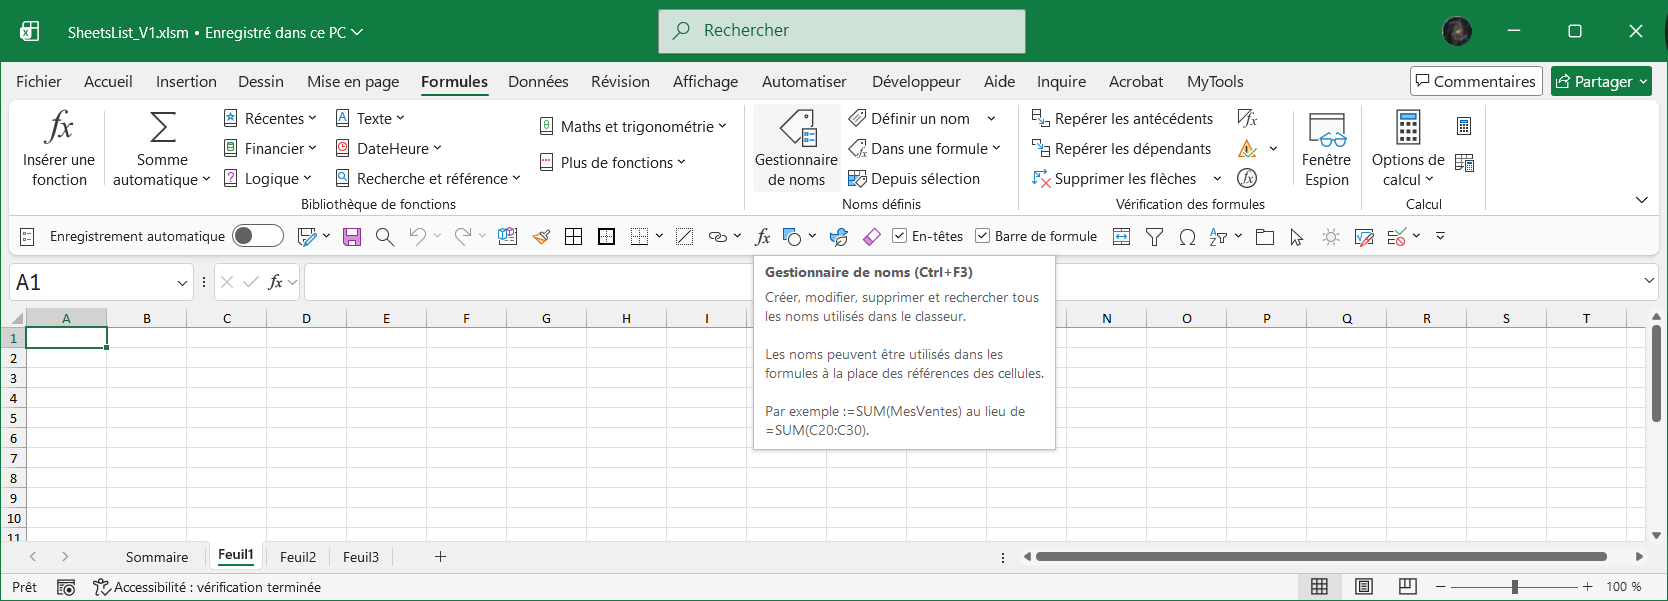 SheetsList_V1.xlsm • Enregistré dans ce PC
Rechercher
Fichier Accueil Insertion Dessin Mise en page Formules Données Révision Affichage Automatiser Développeur Aide Inquire Acrobat MyTools
Commentaires
Partager
Insérer une
fonction
Somme
automatique
Récentes
Financier
Logique
Texte
DateHeure
Recherche et référence
Maths et trigonométrie
Plus de fonctions
Bibliothèque de fonctions
Gestionnaire
de noms
Définir un nom
Dans une formule
Depuis sélection
Noms définis
Repérer les antécédents
Repérer les dépendants
Supprimer les flèches
Vérification des formules
Fenêtre
Espion
Options de
calcul
Calcul
Enregistrement automatique
En-têtes
Barre de formule
A1
Gestionnaire de noms (Ctrl+F3)
Créer, modifier, supprimer et rechercher tous
les noms utilisés dans le classeur.
Les noms peuvent être utilisés dans les
formules à la place des références des cellules.
Par exemple :=SUM(MesVentes) au lieu de
=SUM(C20:C30).
A B C D E F G H I N O P Q R S T
1
2
3
4
5
6
7
8
9
10
11
Sommaire Feuil1 Feuil2 Feuil3
Prêt
Accessibilité : vérification terminée
100 %